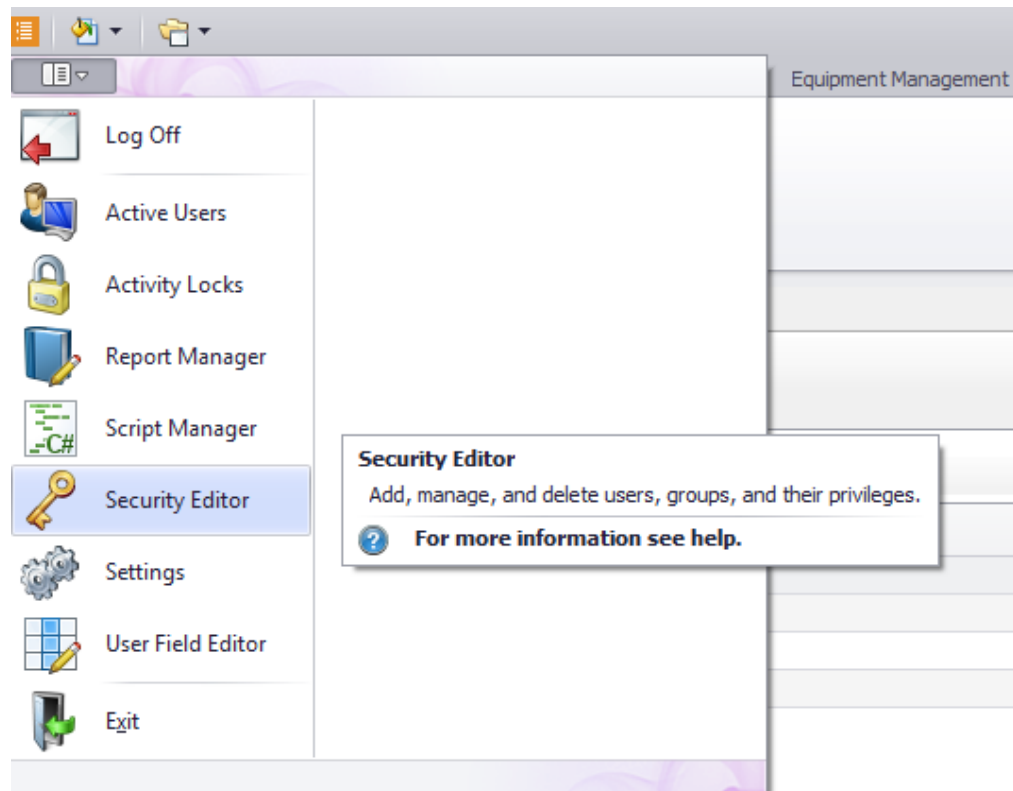 Equipment Management
Log Off
Active Users
Activity Locks
Report Manager
Script Manager
C#
Security Editor
Security Editor
Add, manage, and delete users, groups, and their privileges.
? For more information see help.
Settings
User Field Editor
Exit